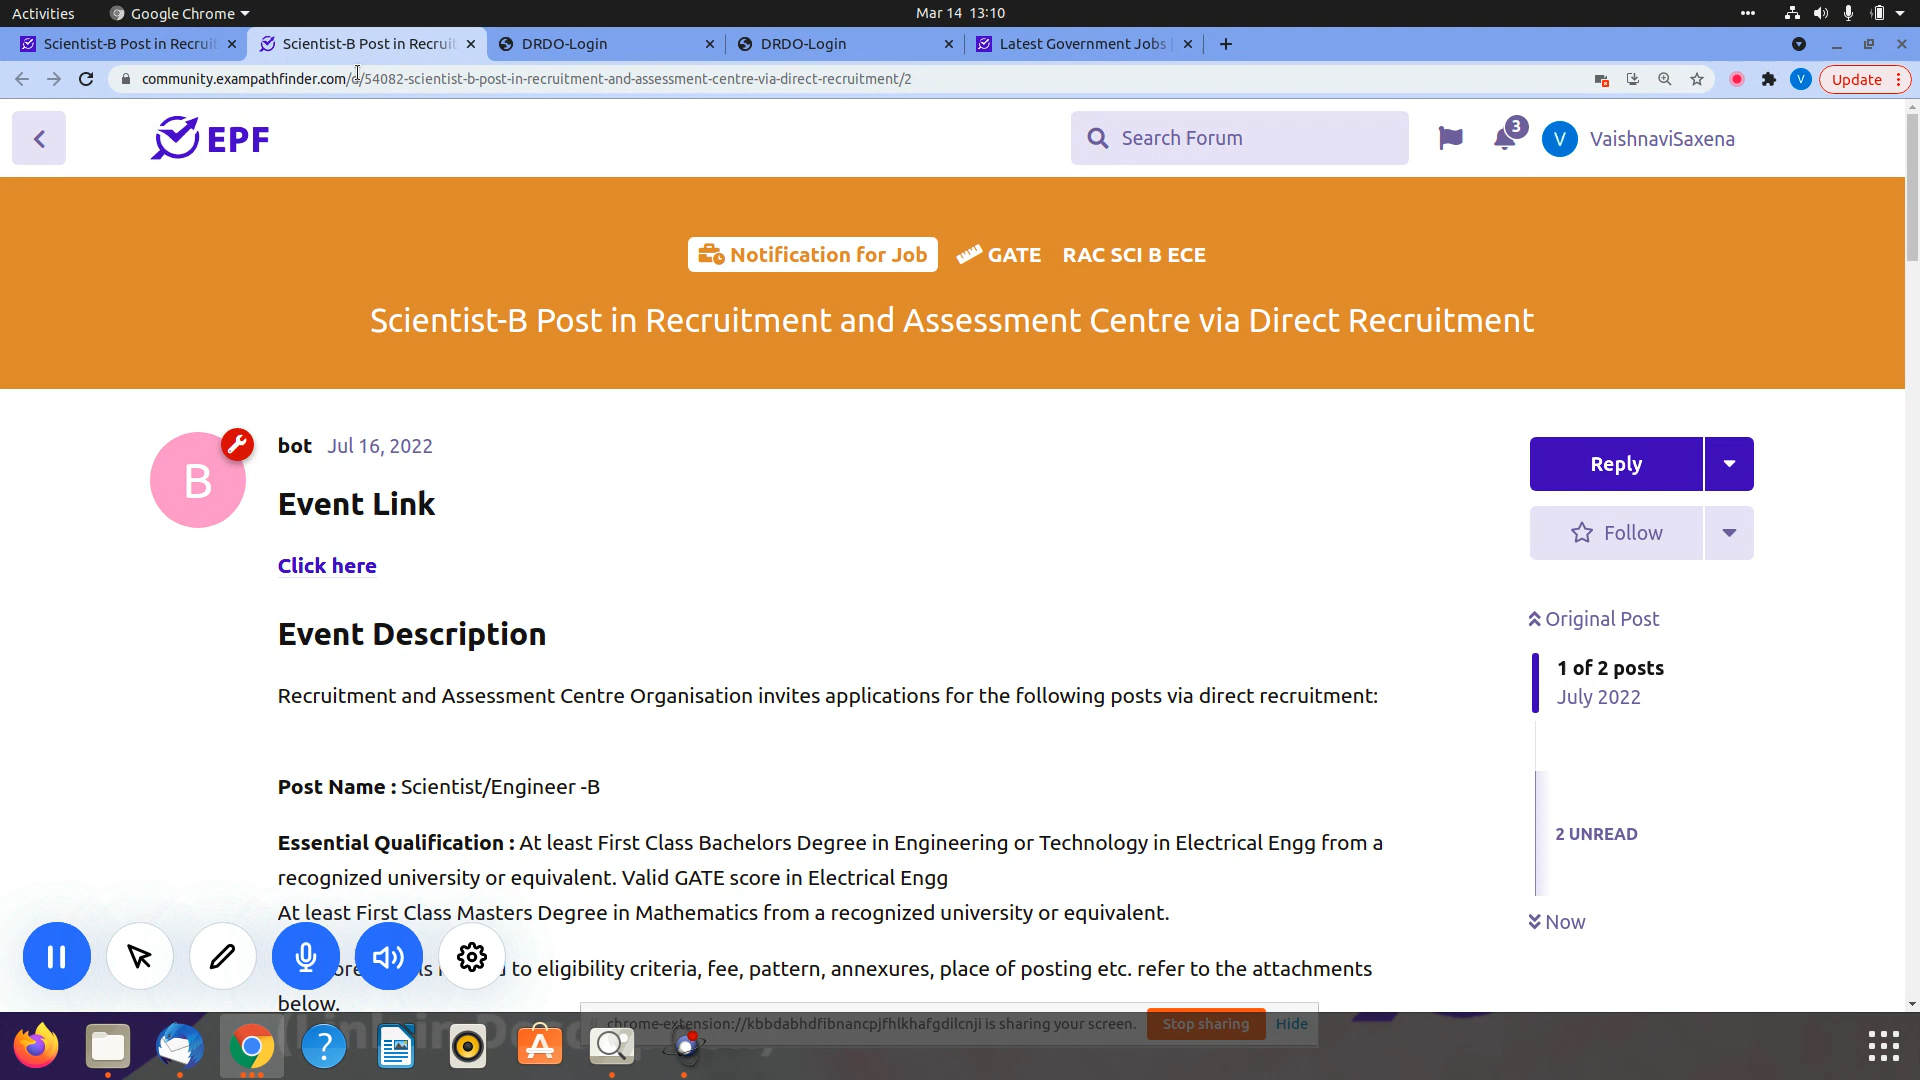 Activities
Google Chrome
Mar 14 13:10
Scientist-B Post in Recruit
Scientist-B Post in Recruit
DRDO-Login
DRDO-Login
Latest Government Jobs
community.exampathfinder.com/d/54082-scientist-b-post-in-recruitment-and-assessment-centre-via-direct-recruitment/2
V
Update
EPF
Search Forum
3
V
VaishnaviSaxena
Notification for Job
GATE
RAC SCI B ECE
Scientist-B Post in Recruitment and Assessment Centre via Direct Recruitment
B
bot Jul 16, 2022
Event Link
Click here
Event Description
Recruitment and Assessment Centre Organisation invites applications for the following posts via direct recruitment:
Post Name : Scientist/Engineer -B
Essential Qualification : At least First Class Bachelors Degree in Engineering or Technology in Electrical Engg from a
recognized university or equivalent. Valid GATE score in Electrical Engg
At least First Class Masters Degree in Mathematics from a recognized university or equivalent.
to eligibility criteria, fee, pattern, annexures, place of posting etc. refer to the attachments
below.
Reply
Follow
Original Post
1 of 2 posts
July 2022
2 UNREAD
Now
chrome-extension://kbbdabhdfibnancpjfhlkhafgdilcnji is sharing your screen.
Stop sharing
Hide